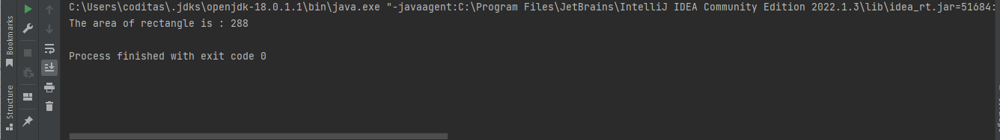 C:\Users\coditas\.jdks\openjdk-18.0.1.1\bin\java.exe "-javaagent:C:\Program Files\JetBrains\IntelliJ IDEA Community Edition 2022.1.3\lib\idea_rt.jar=51684:
The area of rectangle is : 288
Process finished with exit code 0
Bookmarks
Structure